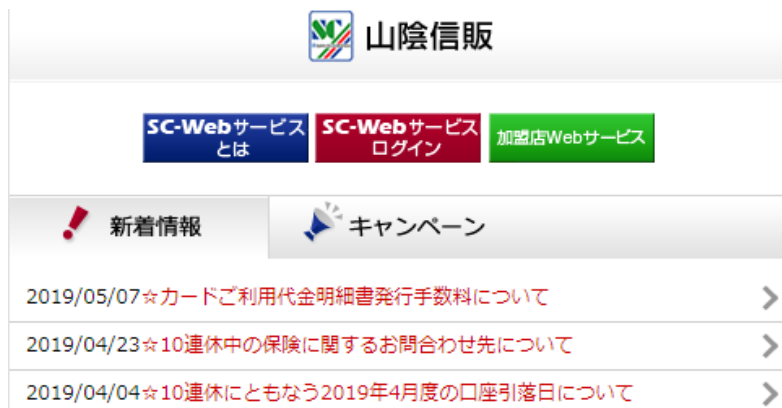 SC
山陰信販
SC-Webサービス
とは
SC-Webサービス
ログイン
加盟店Webサービス
新着情報
キャンペーン
2019/05/07☆カードご利用代金明細書発行手数料について
2019/04/23☆10連休中の保険に関するお問合わせ先について
2019/04/04☆10連休にともなう2019年4月度の口座引落日について